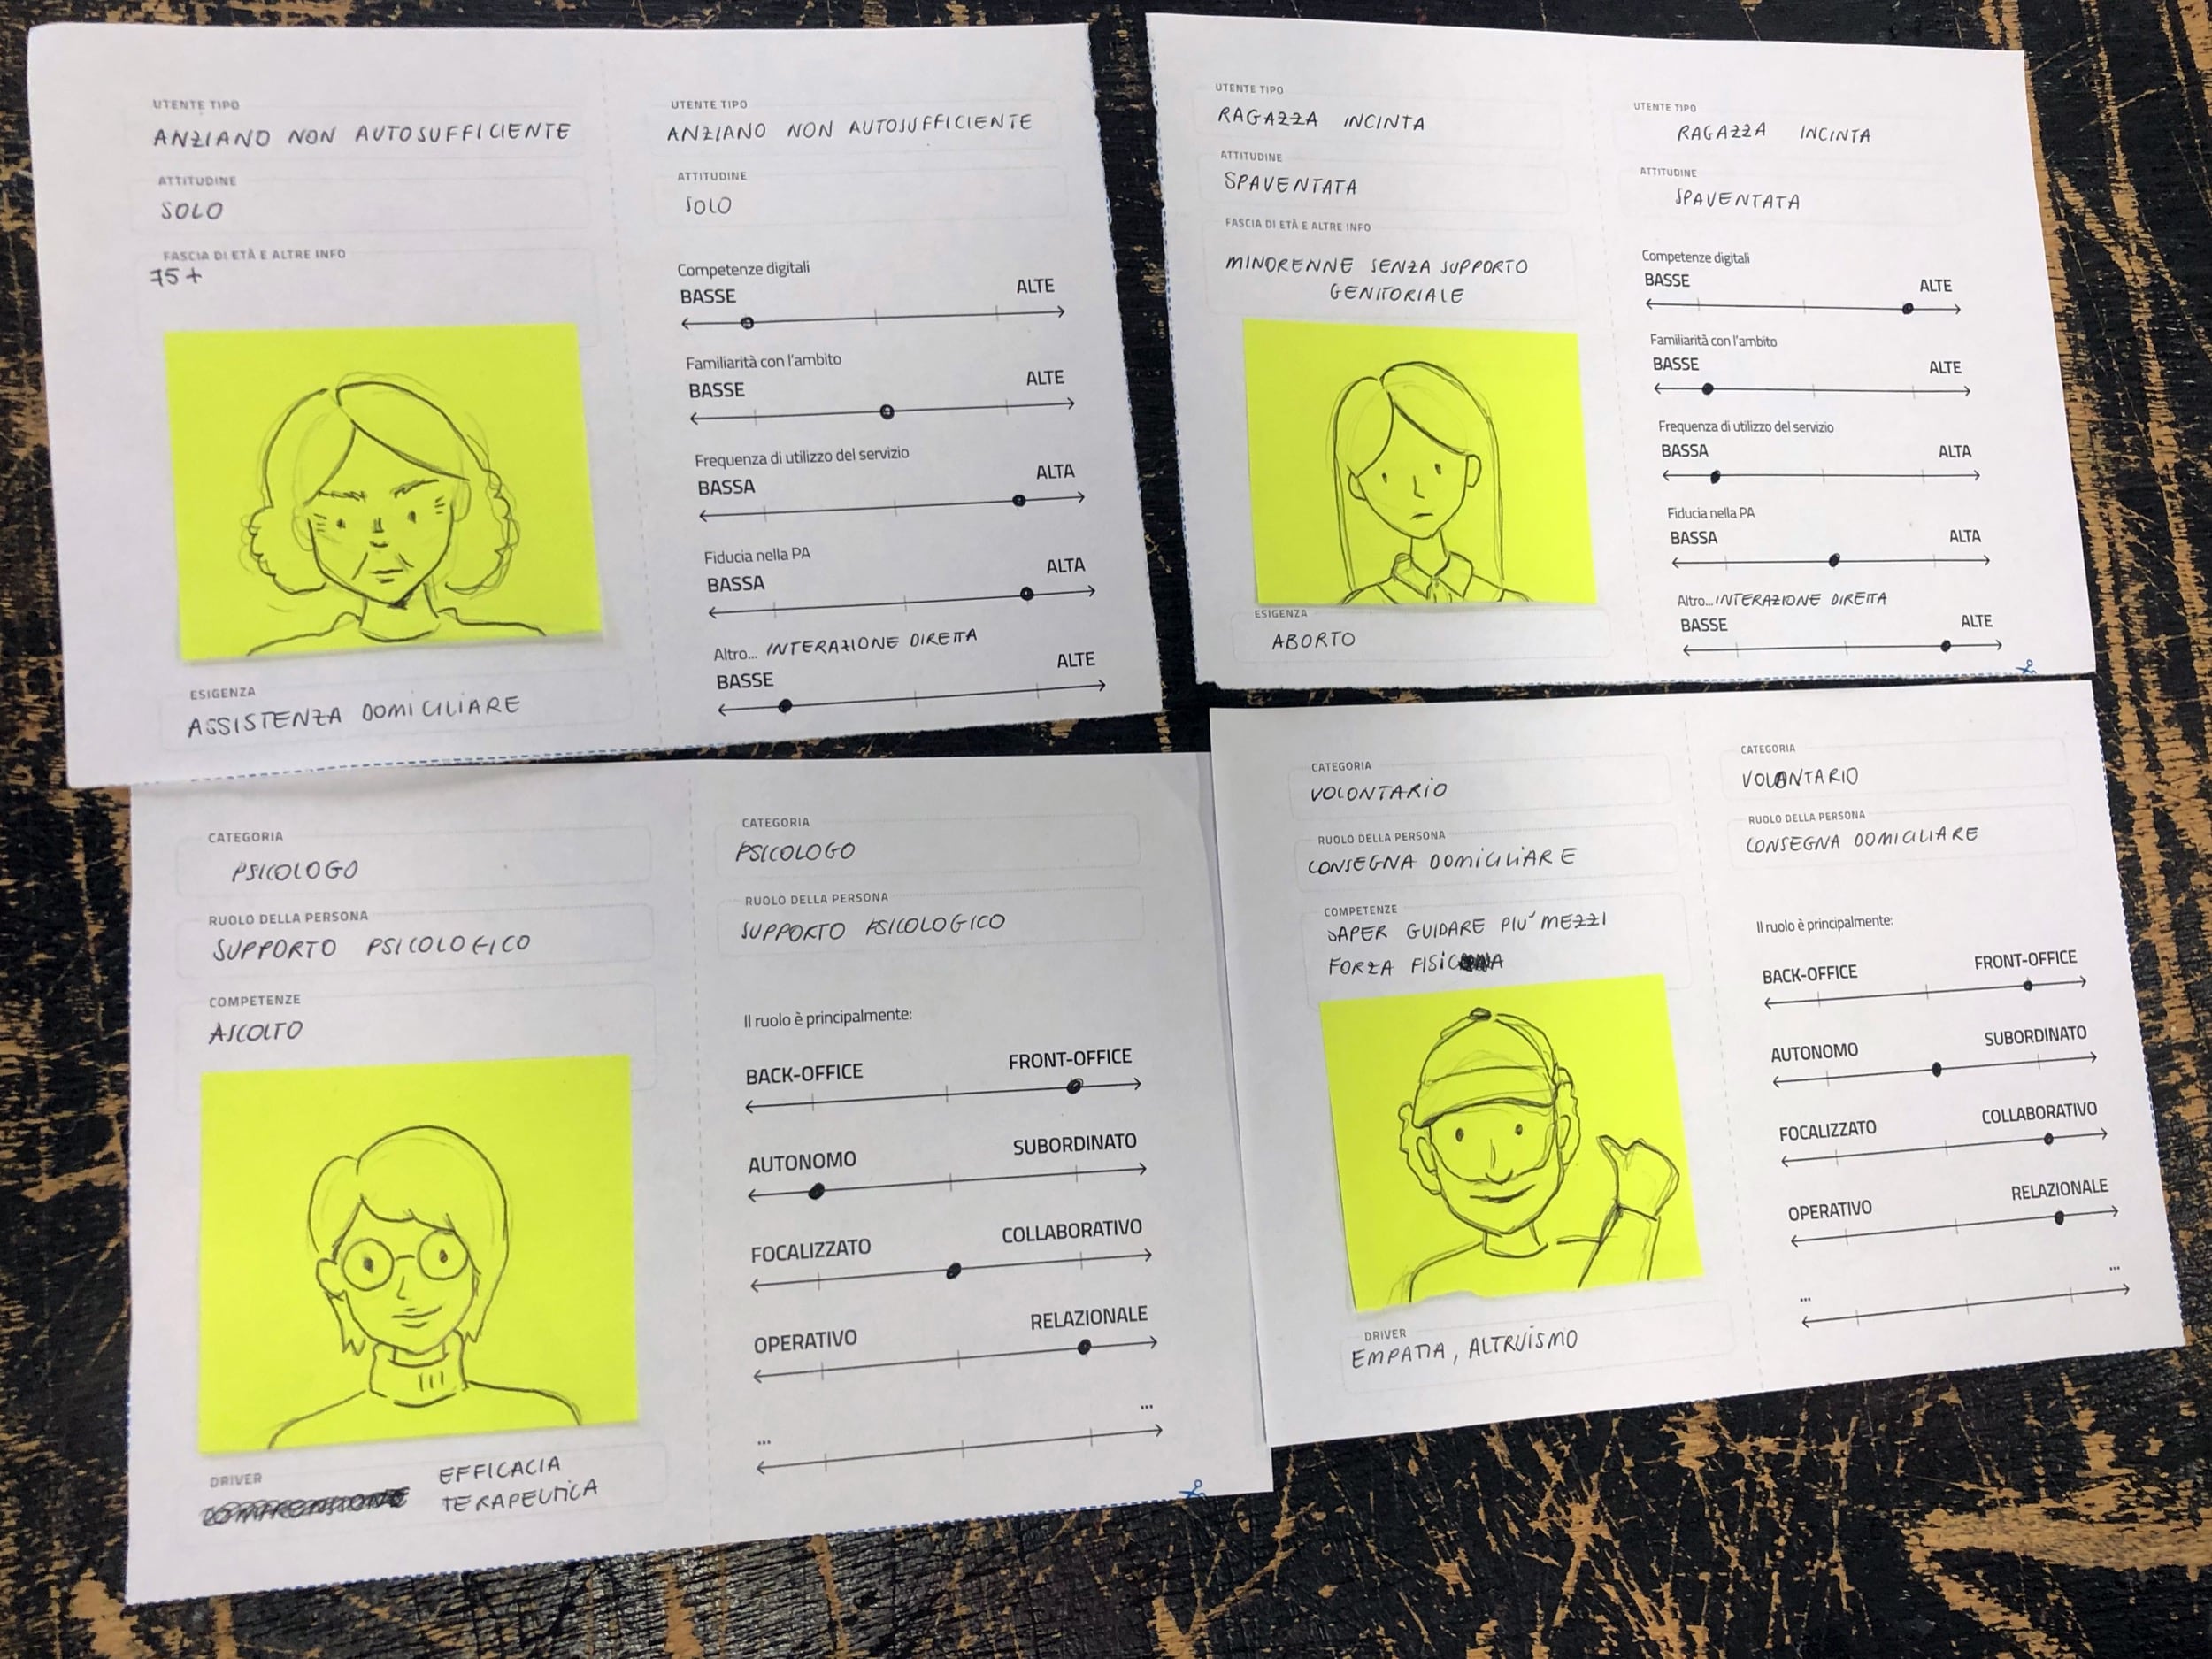 UTENTE TIPO
ANZIANO NON AUTOSUFFICIENTE
ATTITUDINE
SOLO
FASCIA DI ETÀ E ALTRE INFO
75+
ESIGENZA
ASSISTENZA DOMICILIARE
UTENTE TIPO
ANZIANO NON AUTOSUFFICIENTE
ATTITUDINE
SOLO
Competenze digitali
BASSE ALTE
Familiarità con l'ambito
BASSE ALTE
Frequenza di utilizzo del servizio
BASSA ALTA
Fiducia nella PA
BASSA ALTA
Altro... INTERAZIONE DIRETTA
BASSE ALTE
UTENTE TIPO
RAGAZZA INCINTA
ATTITUDINE
SPAVENTATA
FASCIA DI ETÀ E ALTRE INFO
MINORENNE SENZA SUPPORTO
GENITORIALE
ESIGENZA
ABORTO
UTENTE TIPO
RAGAZZA INCINTA
ATTITUDINE
SPAVENTATA
Competenze digitali
BASSE ALTE
Familiarità con l'ambito
BASSE ALTE
Frequenza di utilizzo del servizio
BASSA ALTA
Fiducia nella PA
BASSA ALTA
Altro... INTERAZIONE DIRETTA
BASSE ALTE
CATEGORIA
PSICOLOGO
RUOLO DELLA PERSONA
SUPPORTO PSICOLOGICO
COMPETENZE
ASCOLTO
DRIVER
EFFICACIA
TERAPEUTICA
CATEGORIA
PSICOLOGO
RUOLO DELLA PERSONA
SUPPORTO PSICOLOGICO
Il ruolo è principalmente:
BACK-OFFICE FRONT-OFFICE
AUTONOMO SUBORDINATO
FOCALIZZATO COLLABORATIVO
OPERATIVO RELAZIONALE
... ...
CATEGORIA
VOLONTARIO
RUOLO DELLA PERSONA
CONSEGNA DOMICILIARE
COMPETENZE
SAPER GUIDARE PIU' MEZZI
FORZA FISICA
DRIVER
EMPATIA, ALTRUISMO
CATEGORIA
VOLONTARIO
RUOLO DELLA PERSONA
CONSEGNA DOMICILIARE
Il ruolo è principalmente:
BACK-OFFICE FRONT-OFFICE
AUTONOMO SUBORDINATO
FOCALIZZATO COLLABORATIVO
OPERATIVO RELAZIONALE
... ...